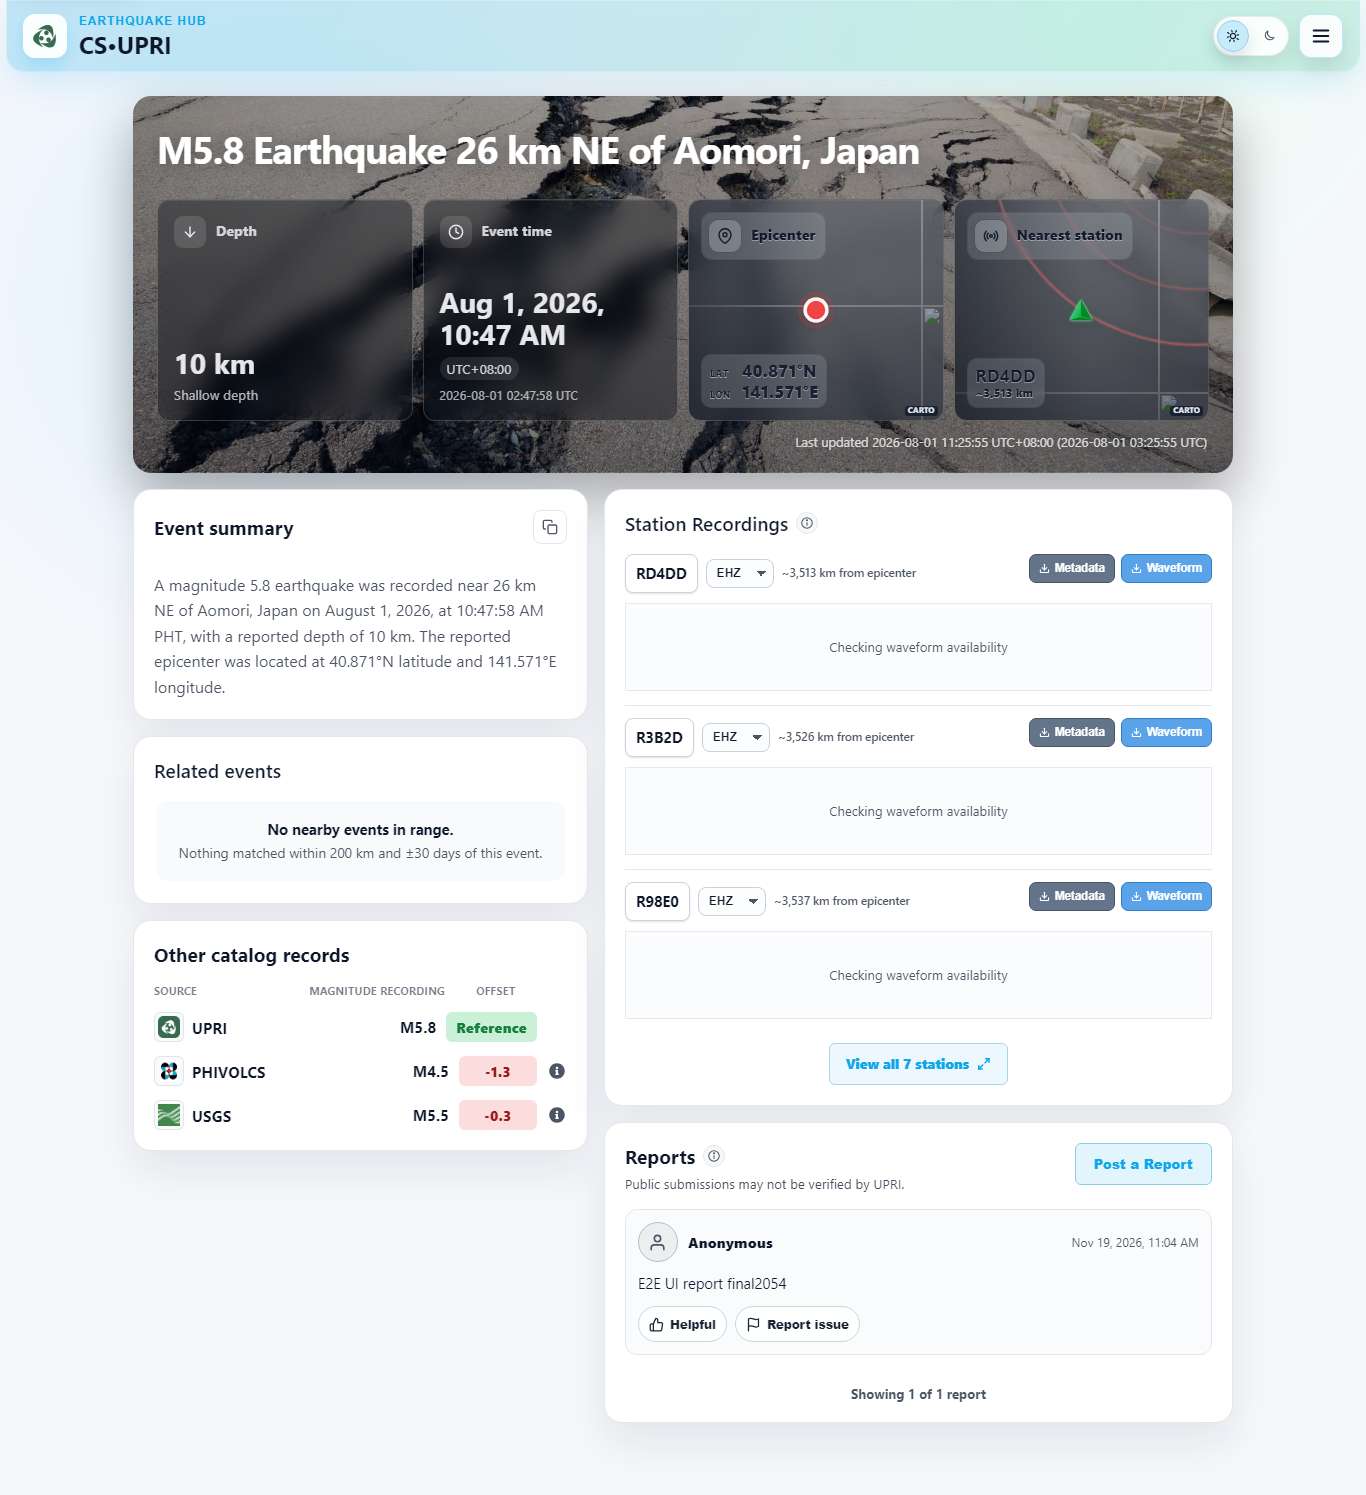 EARTHQUAKE HUB
CS•UPRI
M5.8 Earthquake 26 km NE of Aomori, Japan
Depth
10 km
Shallow depth
Event time
Aug 1, 2026,
10:47 AM
UTC+08:00
2026-08-01 02:47:58 UTC
Epicenter
LAT 40.871°N
LON 141.571°E
CARTO
Nearest station
RD4DD
~3,513 km
CARTO
Last updated 2026-08-01 11:25:55 UTC+08:00 (2026-08-01 03:25:55 UTC)
Event summary
A magnitude 5.8 earthquake was recorded near 26 km
NE of Aomori, Japan on August 1, 2026, at 10:47:58 AM
PHT, with a reported depth of 10 km. The reported
epicenter was located at 40.871°N latitude and 141.571°E
longitude.
Related events
No nearby events in range.
Nothing matched within 200 km and ±30 days of this event.
Other catalog records
SOURCE MAGNITUDE RECORDING OFFSET
UPRI M5.8 Reference
PHIVOLCS M4.5 -1.3
USGS M5.5 -0.3
Station Recordings
RD4DD EHZ ~3,513 km from epicenter Metadata Waveform
Checking waveform availability
R3B2D EHZ ~3,526 km from epicenter Metadata Waveform
Checking waveform availability
R98E0 EHZ ~3,537 km from epicenter Metadata Waveform
Checking waveform availability
View all 7 stations
Reports
Public submissions may not be verified by UPRI.
Post a Report
Anonymous Nov 19, 2026, 11:04 AM
E2E UI report final2054
Helpful Report issue
Showing 1 of 1 report